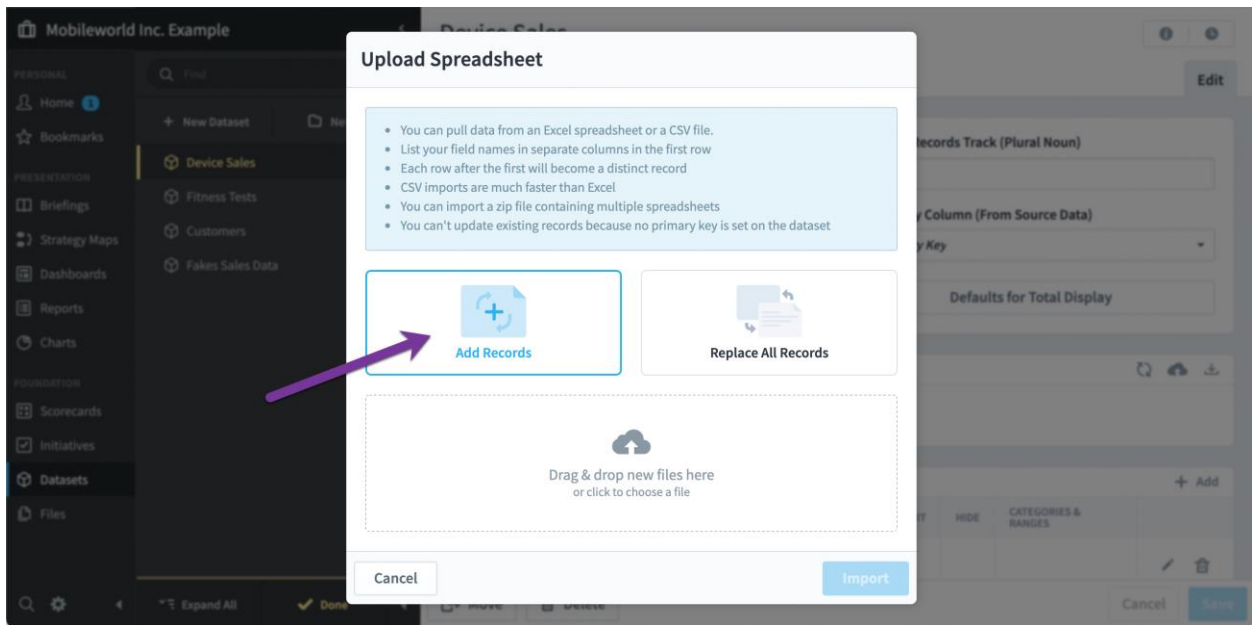 Mobileworld Inc. Example
Device Sales
PERSONAL
Find
Home 1
Bookmarks
+ New Dataset
Ne
Device Sales
Fitness Tests
Customers
Fakes Sales Data
PRESENTATION
Briefings
Strategy Maps
Dashboards
Reports
Charts
FOUNDATION
Scorecards
Initiatives
Datasets
Files
Expand All
Done
Upload Spreadsheet
• You can pull data from an Excel spreadsheet or a CSV file.
• List your field names in separate columns in the first row
• Each row after the first will become a distinct record
• CSV imports are much faster than Excel
• You can import a zip file containing multiple spreadsheets
• You can't update existing records because no primary key is set on the dataset
Add Records
Replace All Records
Drag & drop new files here
or click to choose a file
Cancel
Import
Edit
Records Track (Plural Noun)
y Column (From Source Data)
y Key
Defaults for Total Display
+ Add
HIDE
CATEGORIES &
RANGES
Move
Delete
Cancel
Save